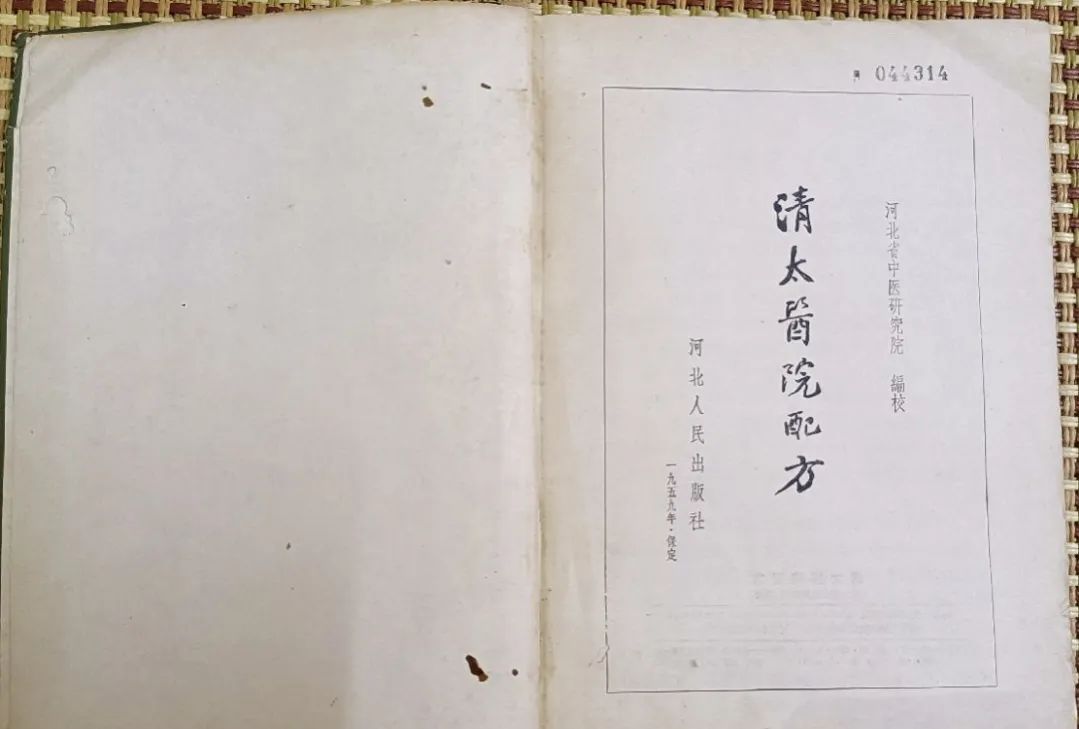 044314
河北省中医研究院 编校
清太醫院配方
河北人民出版社
一九五九年·保定